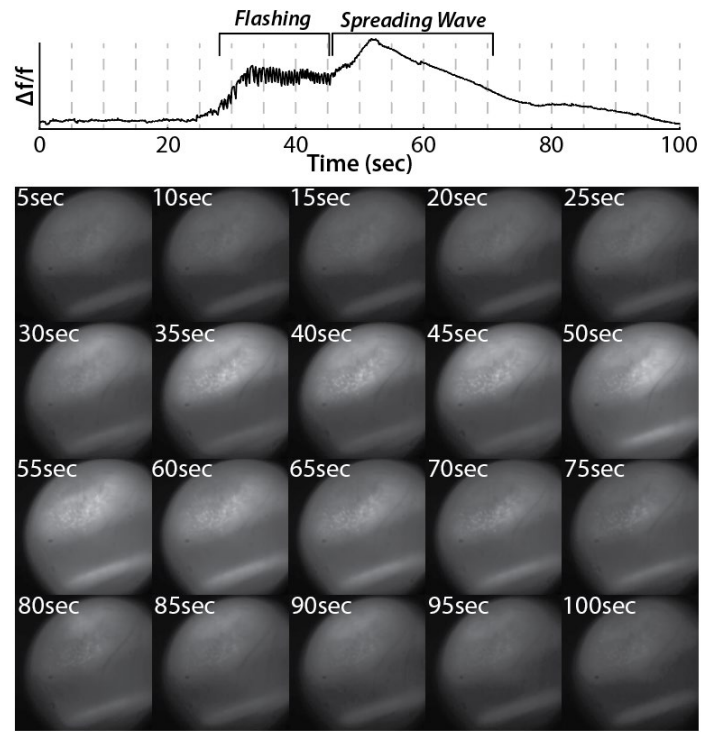 Flashing Spreading Wave
Δf/f
0 20 40 60 80 100
Time (sec)
5sec 10sec 15sec 20sec 25sec
30sec 35sec 40sec 45sec 50sec
55sec 60sec 65sec 70sec 75sec
80sec 85sec 90sec 95sec 100sec